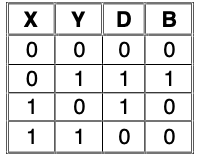 X Y D B
0 0 0 0
0 1 1 1
1 0 1 0
1 1 0 0